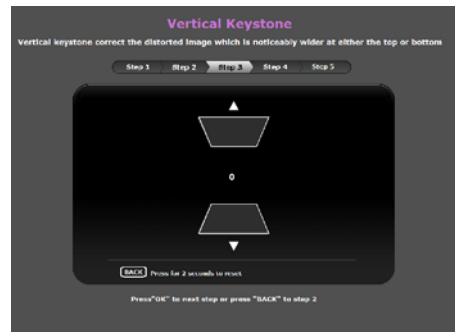 Vertical Keystone
Vertical keystone correct the distorted image which is noticeably wider at either the top or bottom
Step 1 Step 2 Step 3 Step 4 Step 5
0
BACK Press for 2 seconds to reset
Press"OK" to next step or press "BACK" to step 2